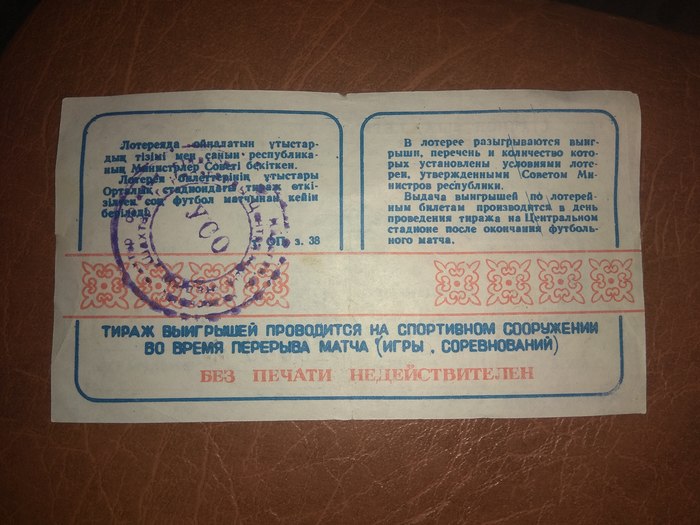 Лотереяда ойналатын ұтыстар-
дың тізімі мен санын республика-
ның Министрлер Советі бекіткен.
Лотерея билеттерінің ұтыстары
Орталық стадиондағы тираж өткі-
зілген соң футбол матчынан кейін
беріледі.
з. 38
В лотерее разыгрываются выиг-
рыши, перечень и количество кото-
рых установлены условиями лоте-
реи, утвержденными Советом Ми-
нистров республики.
Выдача выигрышей по лотерей-
ным билетам производится в день
проведения тиража на Центральном
стадионе после окончания футболь-
ного матча.
ТИРАЖ ВЫИГРЫШЕЙ ПРОВОДИТСЯ НА СПОРТИВНОМ СООРУЖЕНИИ
ВО ВРЕМЯ ПЕРЕРЫВА МАТЧА (ИГРЫ , СОРЕВНОВАНИЙ)
БЕЗ ПЕЧАТИ НЕДЕЙСТВИТЕЛЕН